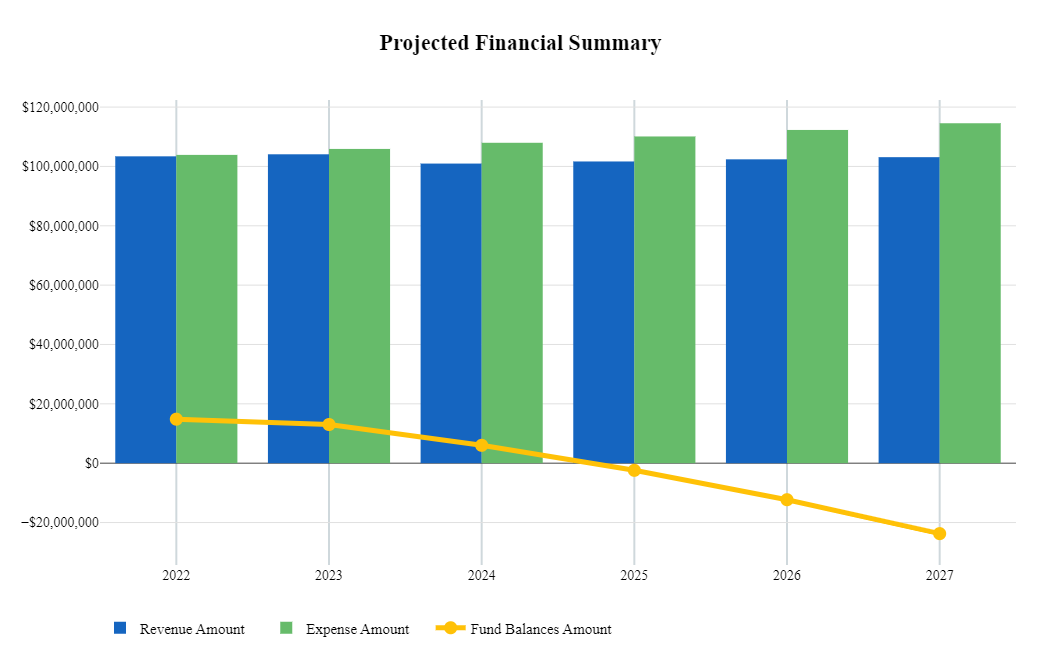 Projected Financial Summary
$120,000,000
$100,000,000
$80,000,000
$60,000,000
$40,000,000
$20,000,000
$0
−$20,000,000
2022 2023 2024 2025 2026 2027
Revenue Amount Expense Amount Fund Balances Amount